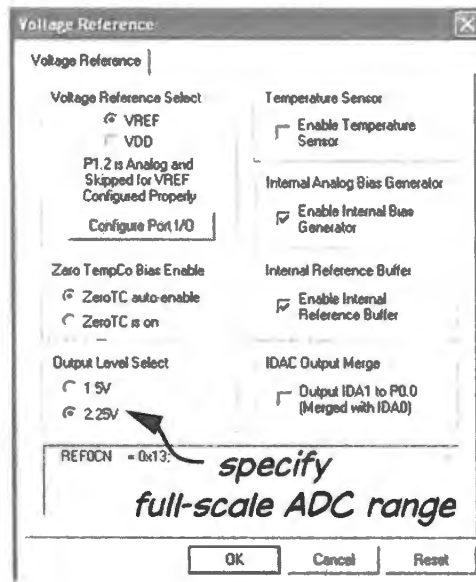 Voltage Reference
Voltage Reference
Voltage Reference Select
VREF
VDD
P1.2 is Analog and
Skipped for VREF
Configured Properly
Configure Port I/O
Zero TempCo Bias Enable
ZeroTC auto-enable
ZeroTC is on
Output Level Select
1.5V
2.25V
Temperature Sensor
Enable Temperature
Sensor
Internal Analog Bias Generator
Enable Internal Bias
Generator
Internal Reference Buffer
Enable Internal
Reference Buffer
IDAC Output Merge
Output IDA1 to P0.0
(Merged with IDA0)
REF0CN = 0x13;
specify
full-scale ADC range
OK
Cancel
Reset